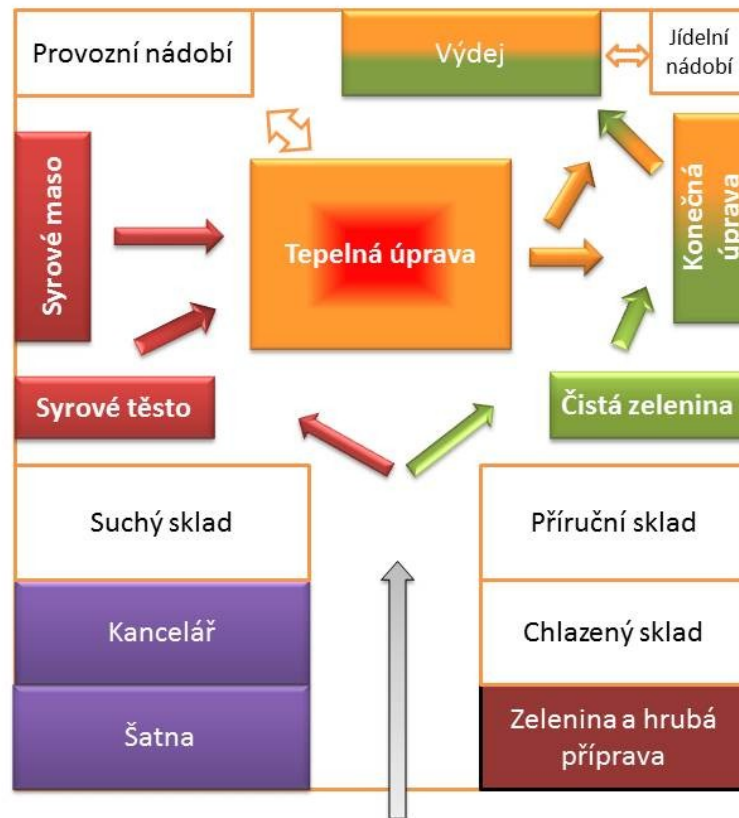 Provozní nádobí
Výdej
Jídelní
nádobí
Syrové maso
Tepelná úprava
Konečná
úprava
Syrové těsto
Čistá zelenina
Suchý sklad
Příruční sklad
Kancelář
Chlazený sklad
Šatna
Zelenina a hrubá
příprava